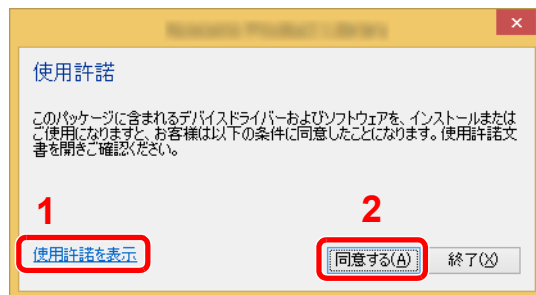 使用許諾
このパッケージに含まれるデバイスドライバーおよびソフトウェアを、インストールまたは
ご使用になりますと、お客様は以下の条件に同意したことになります。使用許諾文
書を開きご確認ください。
1
2
使用許諾を表示
同意する(A)
終了(X)